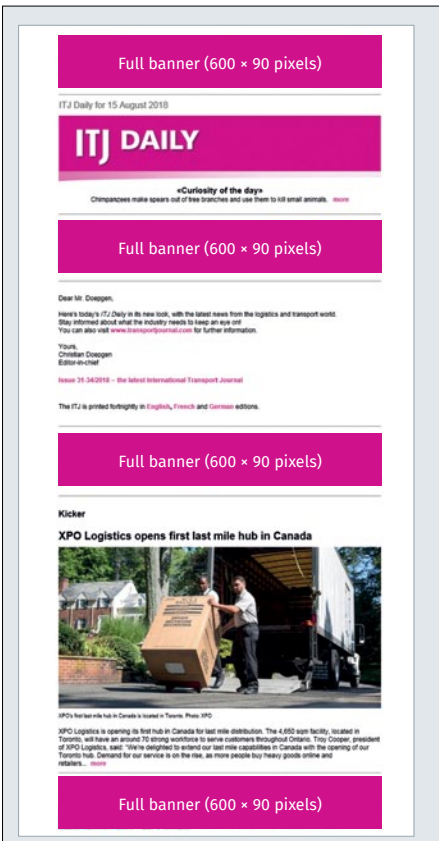 Full banner (600 × 90 pixels)
ITJ Daily for 15 August 2018
ITJ DAILY
«Curiosity of the day»
Chimpanzees make spears out of tree branches and use them to kill small animals. more
Full banner (600 × 90 pixels)
Dear Mr. Doepgen,
Here's today's ITJ Daily in its new look, with the latest news from the logistics and transport world.
Stay informed about what the industry needs to keep an eye on!
You can also visit www.transportjournal.com for further information.
Yours,
Christian Doepgen
Editor-in-chief
Issue 31-34/2018 – the latest International Transport Journal
The ITJ is printed fortnightly in English, French and German editions.
Full banner (600 × 90 pixels)
Kicker
XPO Logistics opens first last mile hub in Canada
XPO's first last mile hub in Canada is located in Toronto. Photo: XPO
XPO Logistics is opening its first hub in Canada for last mile distribution. The 4,650 sqm facility, located in
Toronto, will have an around 70 strong workforce to serve customers throughout Ontario. Troy Cooper, president
of XPO Logistics, said: "We're delighted to extend our last mile capabilities in Canada with the opening of our
Toronto hub. Demand for our service is on the rise, as more people buy heavy goods online and
retailers... more
Full banner (600 × 90 pixels)